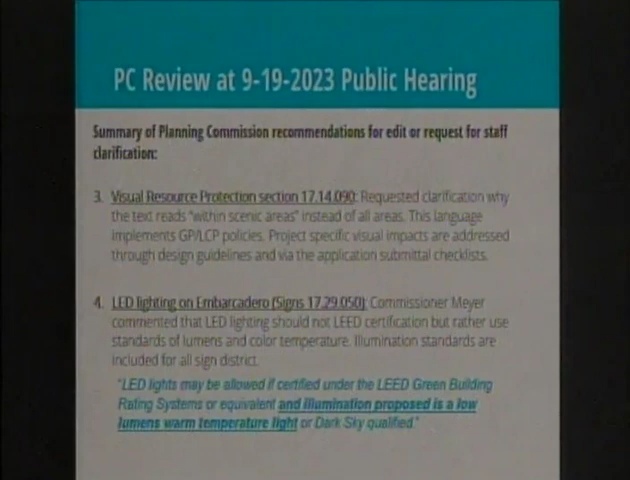 PC Review at 9-19-2023 Public Hearing
Summary of Planning Commission recommendations for edit or request for staff
clarification:
3. Visual Resource Protection section 17.14.090: Requested clarification why
the text reads "within scenic areas" instead of all areas. This language
implements GP/LCP policies. Project specific visual impacts are addressed
through design guidelines and via the application submittal checklists.
4. LED lighting on Embarcadero (Signs 17.29.050): Commissioner Meyer
commented that LED lighting should not LEED certification but rather use
standards of lumens and color temperature. Illumination standards are
included for all sign district.
"LED lights may be allowed if certified under the LEED Green Building
Rating Systems or equivalent and illumination proposed is a low
lumens warm temperature light or Dark Sky qualified."